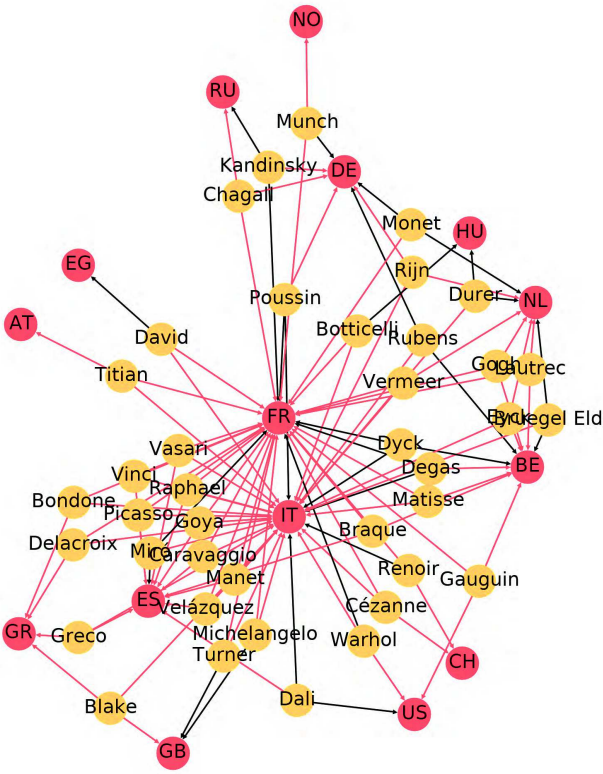 NO
RU
Munch
Kandinsky
DE
Chagall
Monet
HU
EG
Rijn
Durer
NL
Poussin
AT
David
Botticelli
Rubens
Titian
Gogh
Lautrec
Vermeer
FR
Eyck
Bruegel Eld
Dyck
Vasari
Degas
BE
Vinci
Raphael
Bondone
Matisse
Picasso
Goya
IT
Braque
Delacroix
Miró
Caravaggio
Renoir
Manet
Gauguin
ES
Velázquez
Cézanne
GR
Greco
Michelangelo
Warhol
Turner
CH
Dali
Blake
US
GB